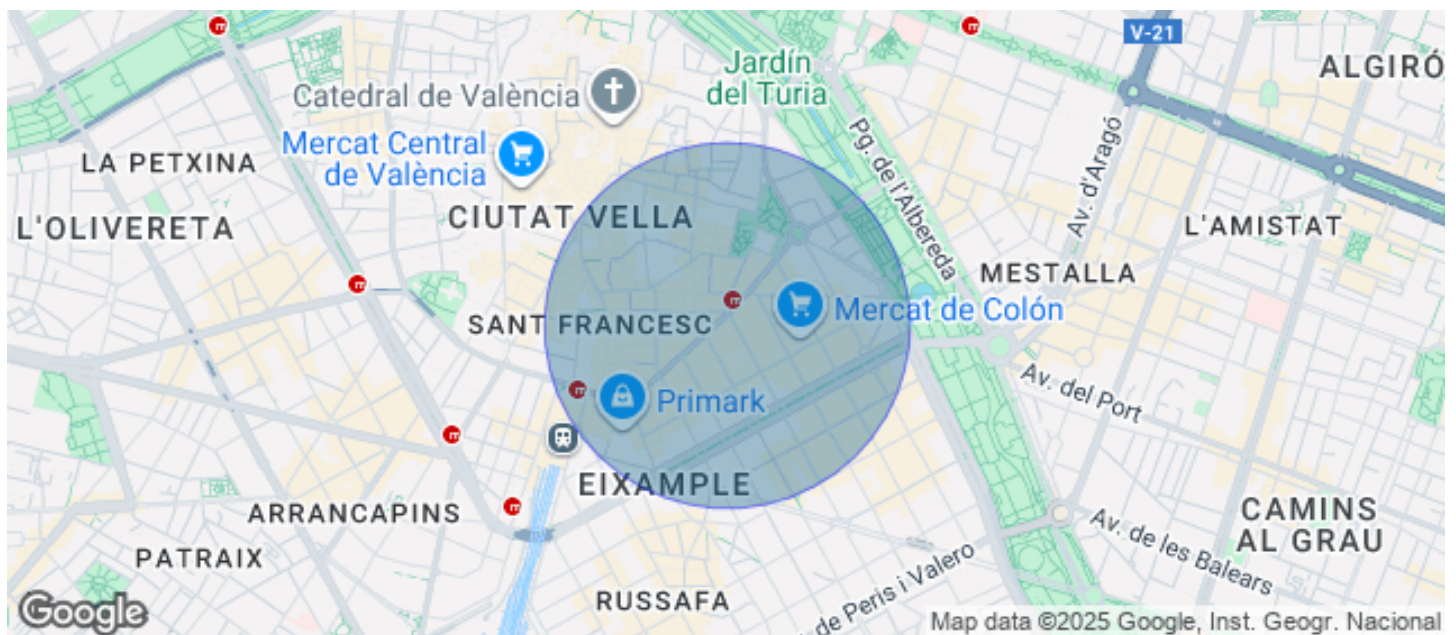 V-21
ALGIRÓ
Jardín
del Turia
Catedral de València
Mercat Central
de València
Pg. de l'Albereda
Av. d'Aragó
LA PETXINA
L'OLIVERETA
CIUTAT VELLA
L'AMISTAT
MESTALLA
Mercat de Colón
SANT FRANCESC
Primark
Av. del Port
EIXAMPLE
ARRANCAPINS
CAMINS
AL GRAU
PATRAIX
Av. de les Balears
RUSSAFA
de Peris i Valero
Google
Map data ©2025 Google, Inst. Geogr. Nacional